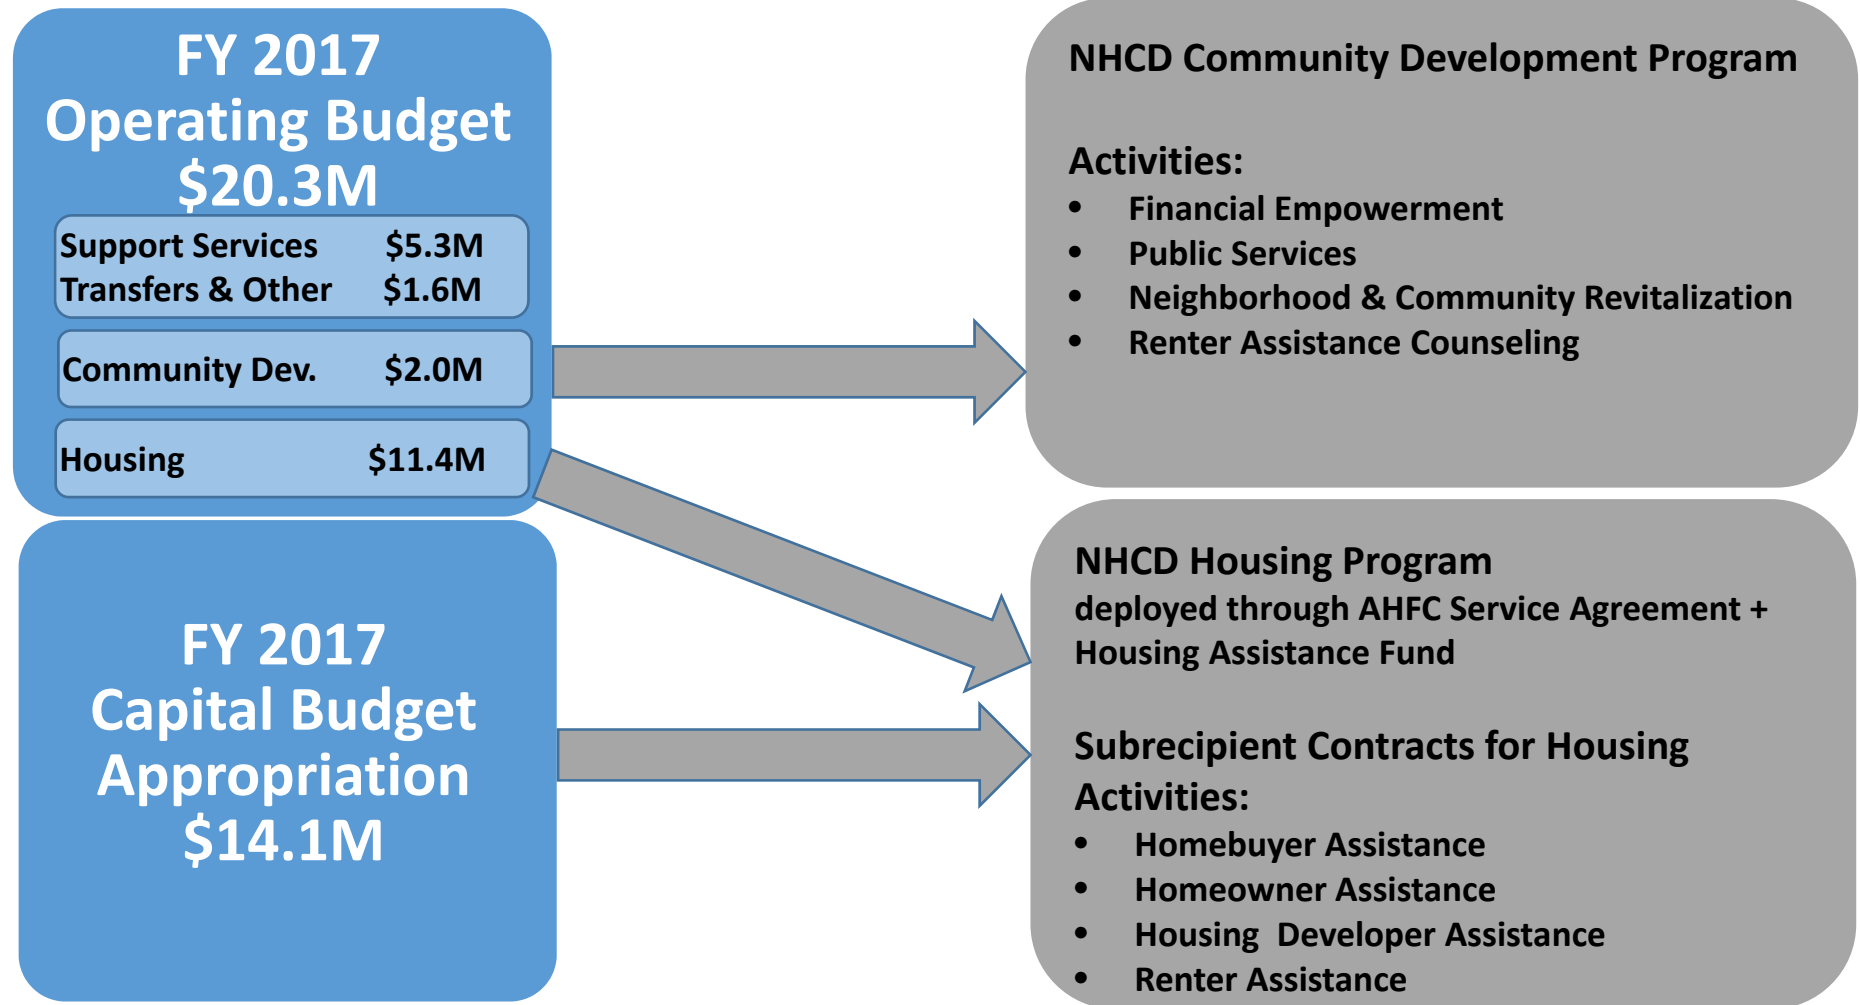 FY 2017
Operating Budget
$20.3M
Support Services $5.3M
Transfers & Other $1.6M
Community Dev. $2.0M
Housing $11.4M
FY 2017
Capital Budget
Appropriation
$14.1M
NHCD Community Development Program
Activities:
• Financial Empowerment
• Public Services
• Neighborhood & Community Revitalization
• Renter Assistance Counseling
NHCD Housing Program
deployed through AHFC Service Agreement +
Housing Assistance Fund
Subrecipient Contracts for Housing
Activities:
• Homebuyer Assistance
• Homeowner Assistance
• Housing Developer Assistance
• Renter Assistance